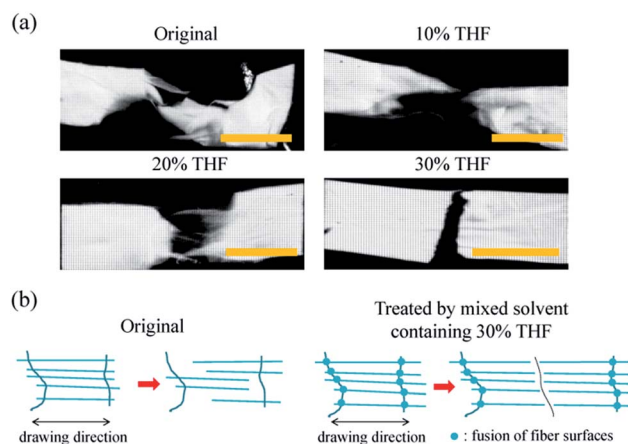 (a)
Original
10% THF
20% THF
30% THF
(b)
Original
Treated by mixed solvent
containing 30% THF
drawing direction
drawing direction
: fusion of fiber surfaces